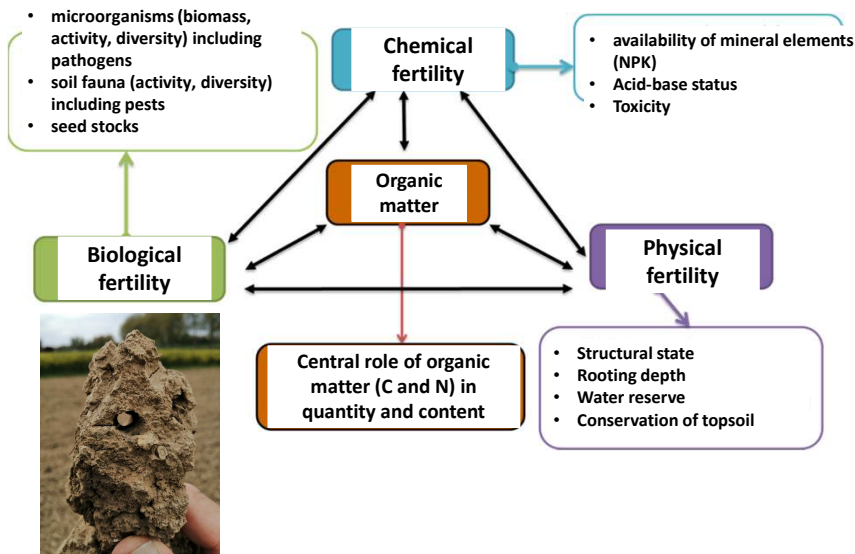 • microorganisms (biomass,
activity, diversity) including
pathogens
• soil fauna (activity, diversity)
including pests
• seed stocks
Chemical
fertility
• availability of mineral elements
(NPK)
• Acid-base status
• Toxicity
Organic
matter
Biological
fertility
Physical
fertility
Central role of organic
matter (C and N) in
quantity and content
• Structural state
• Rooting depth
• Water reserve
• Conservation of topsoil